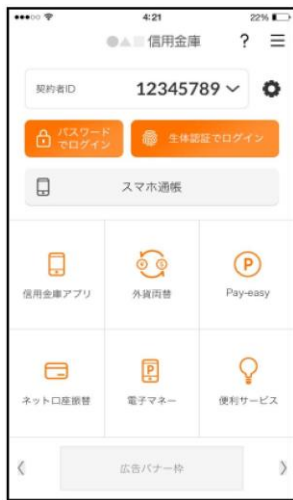 4:21
22%
●▲■ 信用金庫
?
契約者ID
12345789
パスワード
でログイン
生体認証でログイン
スマホ通帳
信用金庫アプリ
外貨両替
Pay-easy
ネット口座振替
電子マネー
便利サービス
広告バナー枠